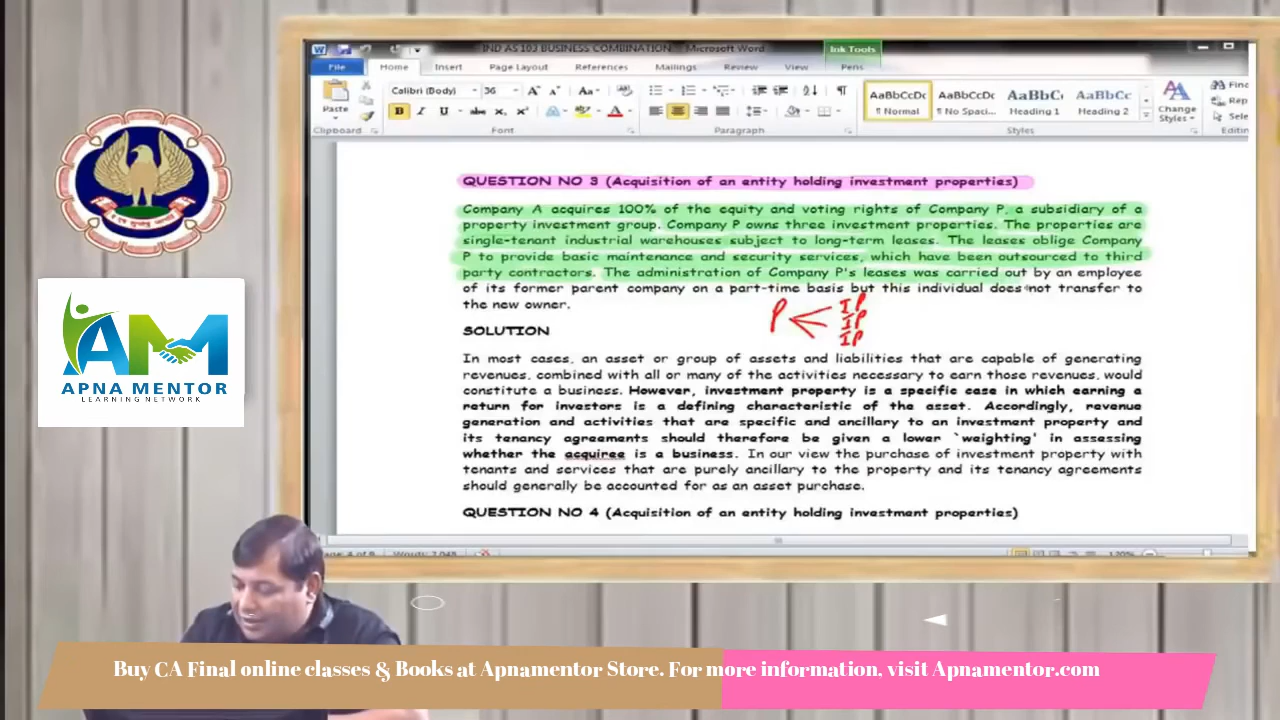 IND AS 103 BUSINESS COMBINATION - Microsoft Word
Ink Tools
File Home Insert Page Layout References Mailings Review View Pens
Calibri (Body) 36
Paste
Clipboard
Font
Paragraph
AaBbCcDc AaBbCcDc AaBbC AaBbCc
¶ Normal ¶ No Spaci... Heading 1 Heading 2
Change Styles
Styles
QUESTION NO 3 (Acquisition of an entity holding investment properties)
Company A acquires 100% of the equity and voting rights of Company P, a subsidiary of a
property investment group. Company P owns three investment properties. The properties are
single-tenant industrial warehouses subject to long-term leases. The leases oblige Company
P to provide basic maintenance and security services, which have been outsourced to third
party contractors. The administration of Company P's leases was carried out by an employee
of its former parent company on a part-time basis but this individual does not transfer to
the new owner.
P IP
IP
IP
SOLUTION
In most cases, an asset or group of assets and liabilities that are capable of generating
revenues, combined with all or many of the activities necessary to earn those revenues, would
constitute a business. However, investment property is a specific case in which earning a
return for investors is a defining characteristic of the asset. Accordingly, revenue
generation and activities that are specific and ancillary to an investment property and
its tenancy agreements should therefore be given a lower `weighting' in assessing
whether the acquiree is a business. In our view the purchase of investment property with
tenants and services that are purely ancillary to the property and its tenancy agreements
should generally be accounted for as an asset purchase.
QUESTION NO 4 (Acquisition of an entity holding investment properties)
120%
AM
APNA MENTOR
LEARNING NETWORK
Buy CA Final online classes & Books at Apnamentor Store. For more information, visit Apnamentor.com